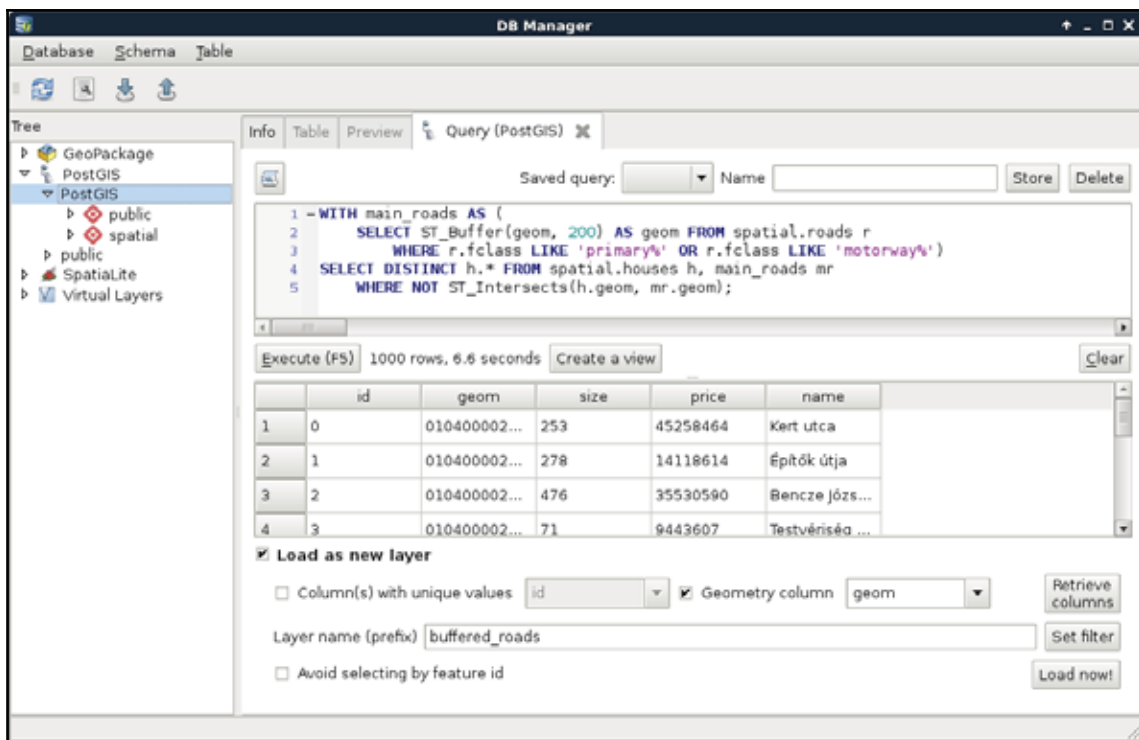 DB Manager
Database Schema Table
Tree
GeoPackage
PostGIS
PostGIS
public
spatial
public
SpatiaLite
Virtual Layers
Info Table Preview Query (PostGIS)
Saved query: Name Store Delete
1 WITH main_roads AS (
2 SELECT ST_Buffer(geom, 200) AS geom FROM spatial.roads r
3 WHERE r.fclass LIKE 'primary%' OR r.fclass LIKE 'motorway%')
4 SELECT DISTINCT h.* FROM spatial.houses h, main_roads mr
5 WHERE NOT ST_Intersects(h.geom, mr.geom);
Execute (F5) 1000 rows, 6.6 seconds Create a view Clear
id geom size price name
1 0 010400002... 253 45258464 Kert utca
2 1 010400002... 278 14118614 Építők útja
3 2 010400002... 476 35530590 Bencze Józs...
4 3 010400002... 71 9443607 Testvériség ...
Load as new layer
Column(s) with unique values id Geometry column geom Retrieve columns
Layer name (prefix) buffered_roads Set filter
Avoid selecting by feature id Load now!